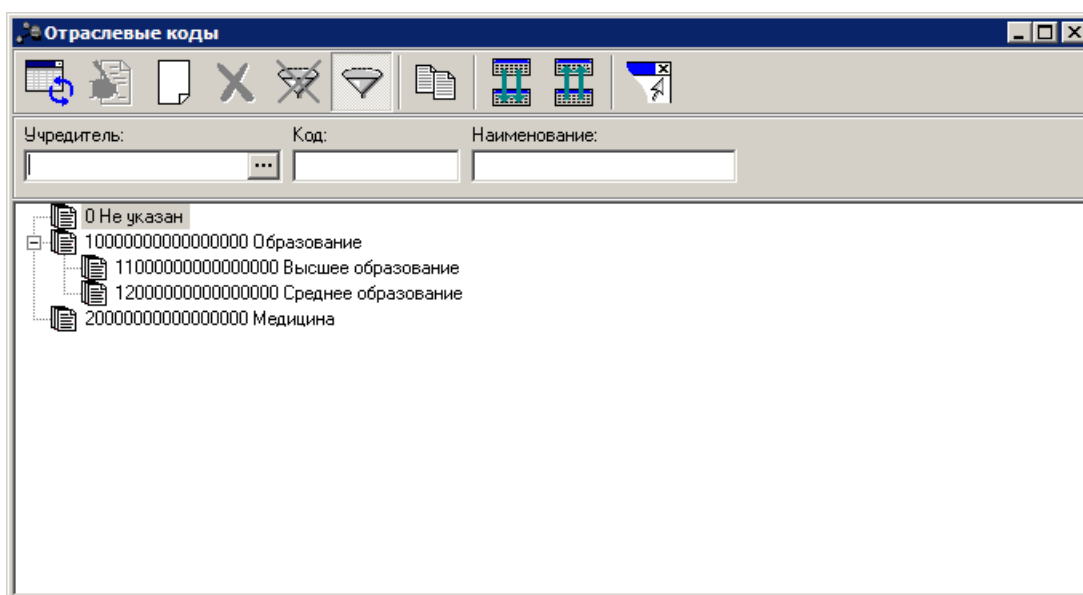 Отраслевые коды
Учредитель: Код: Наименование:
0 Не указан
10000000000000000 Образование
11000000000000000 Высшее образование
12000000000000000 Среднее образование
20000000000000000 Медицина